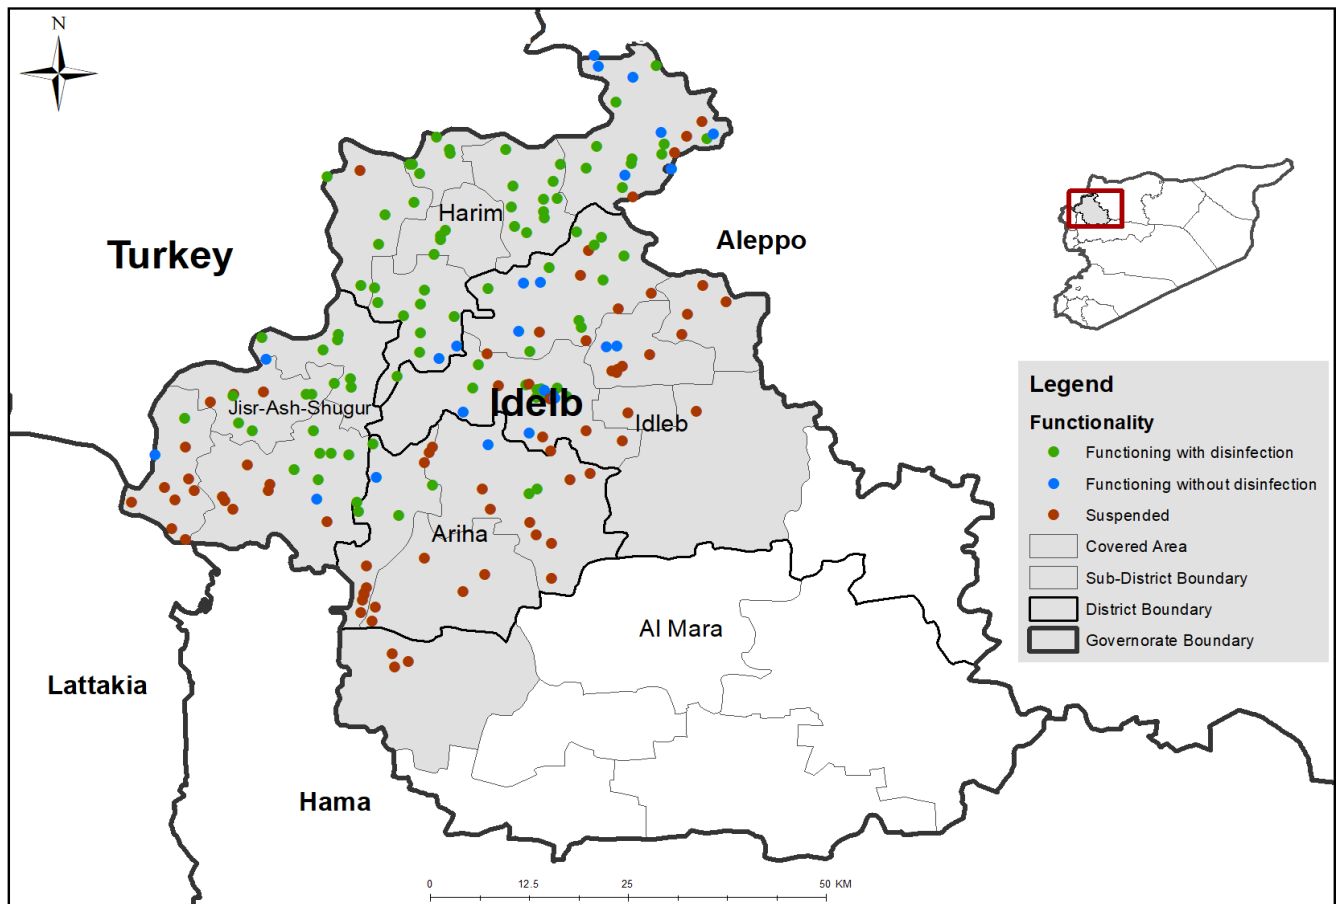 N
Turkey
Harim
Aleppo
Idelb
Jisr-Ash-Shugur
Idleb
Ariha
Al Mara
Lattakia
Hama
Legend
Functionality
Functioning with disinfection
Functioning without disinfection
Suspended
Covered Area
Sub-District Boundary
District Boundary
Governorate Boundary
0 12.5 25 50 KM